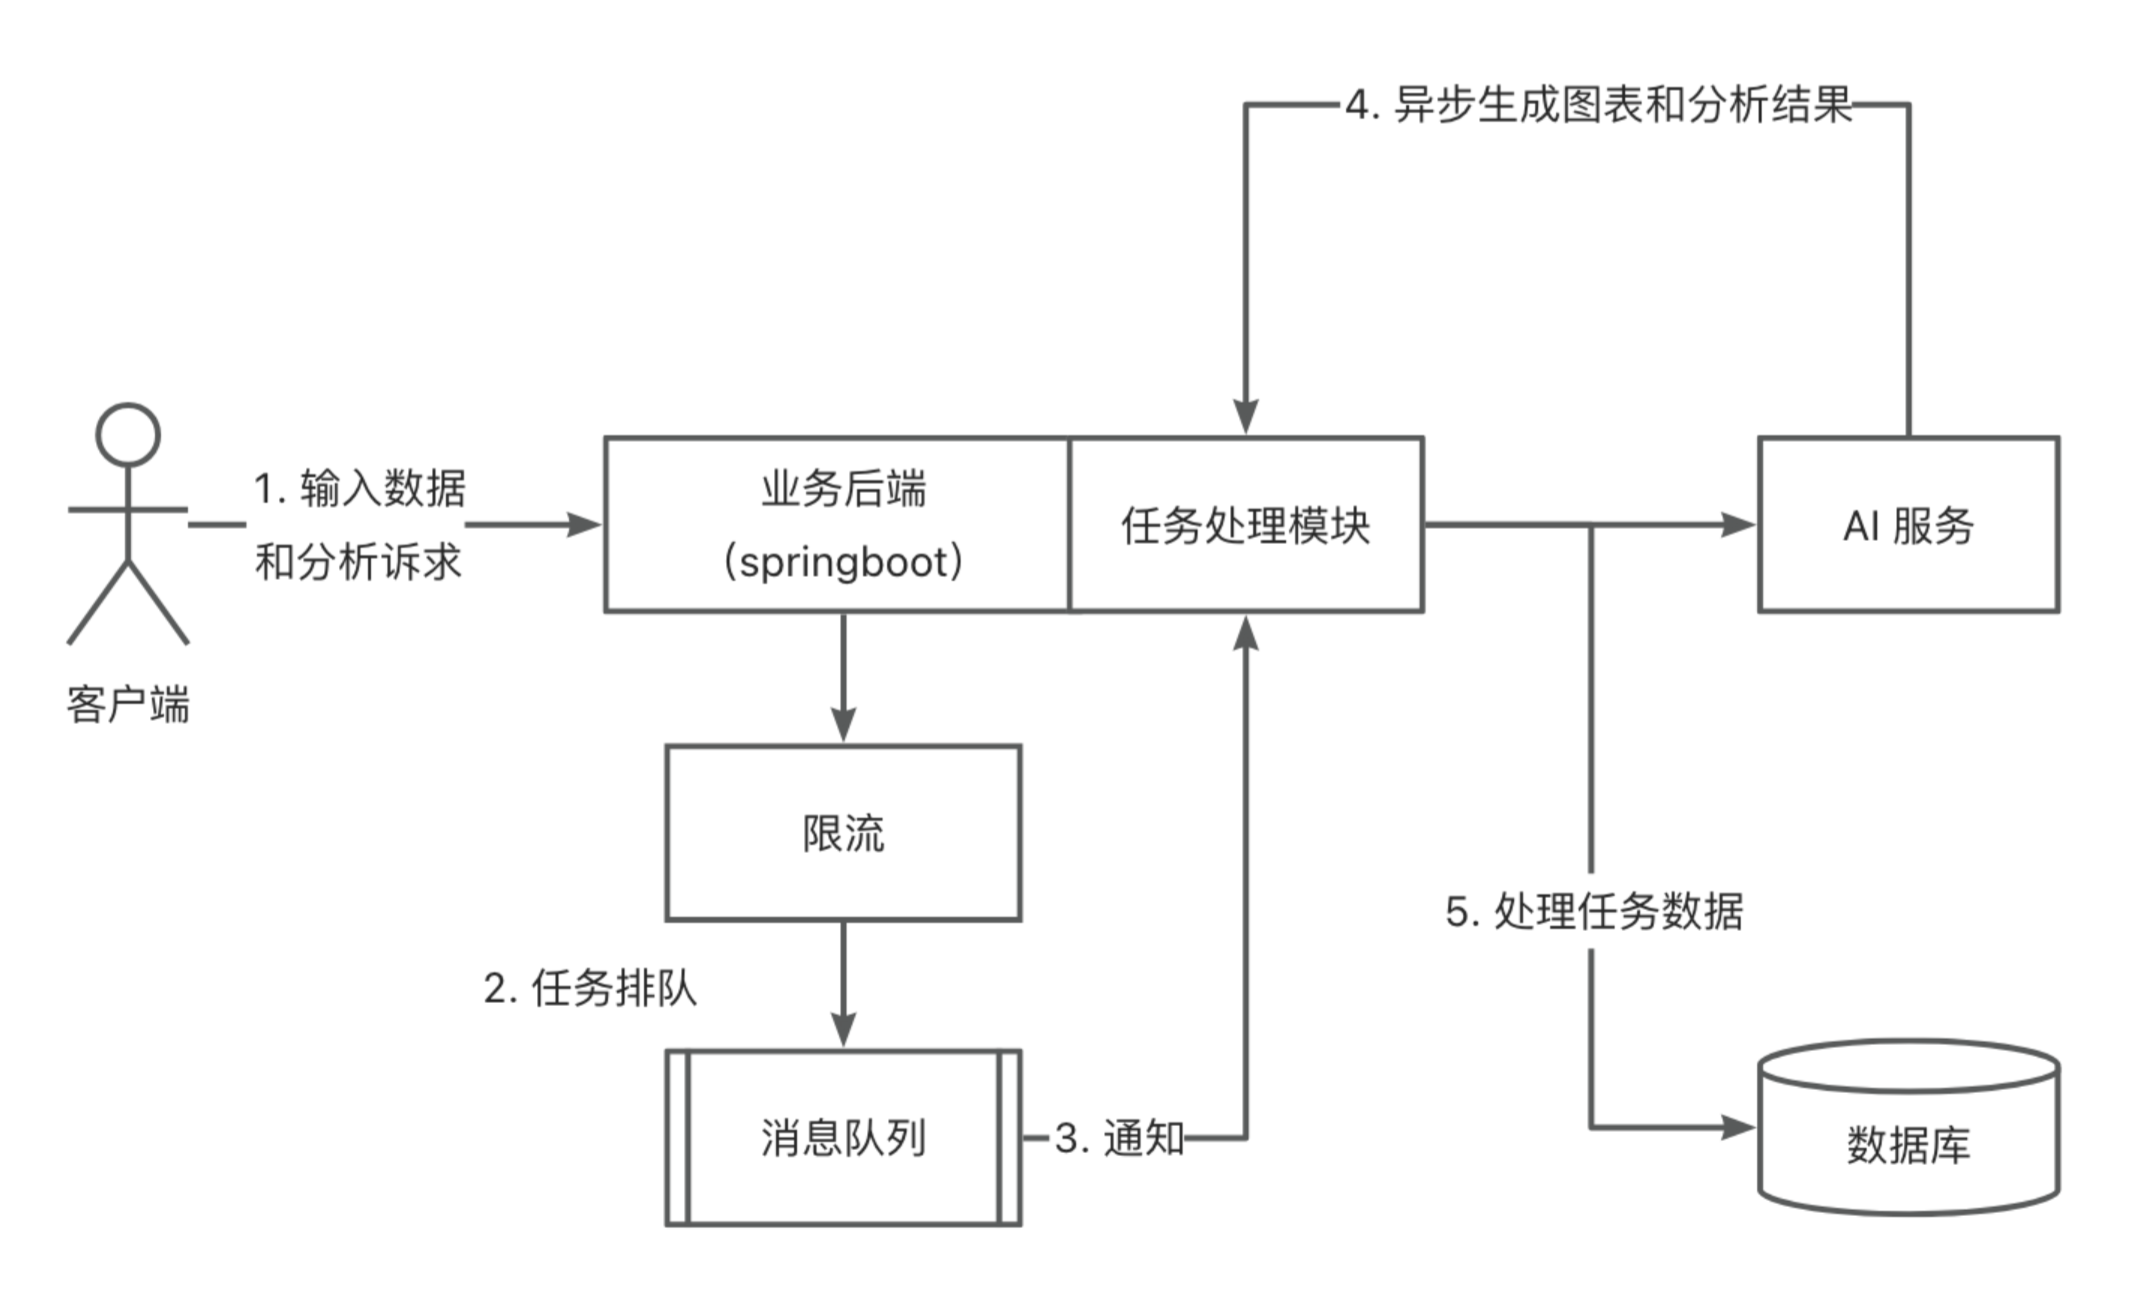 4. 异步生成图表和分析结果
1. 输入数据
和分析诉求
业务后端
(springboot)
任务处理模块
AI 服务
客户端
限流
5. 处理任务数据
2. 任务排队
消息队列
3. 通知
数据库